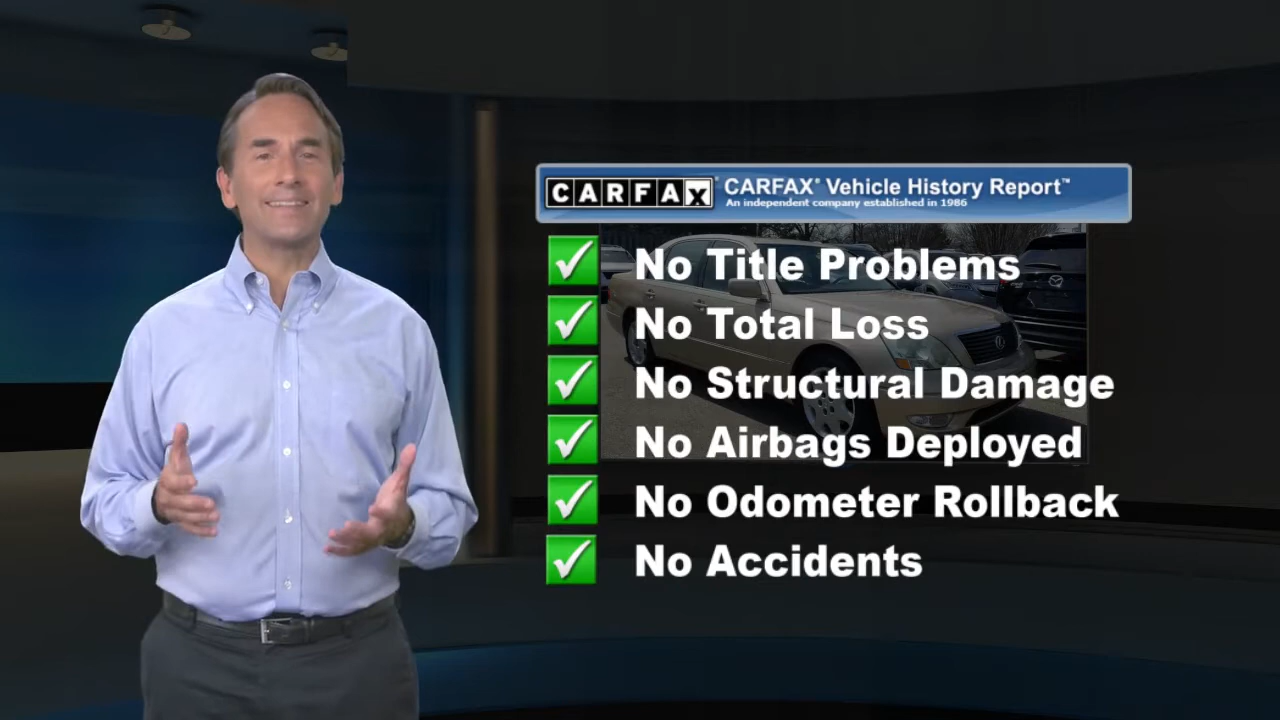 CARFAX CARFAX® Vehicle History Report™
An independent company established in 1986
No Title Problems
No Total Loss
No Structural Damage
No Airbags Deployed
No Odometer Rollback
No Accidents